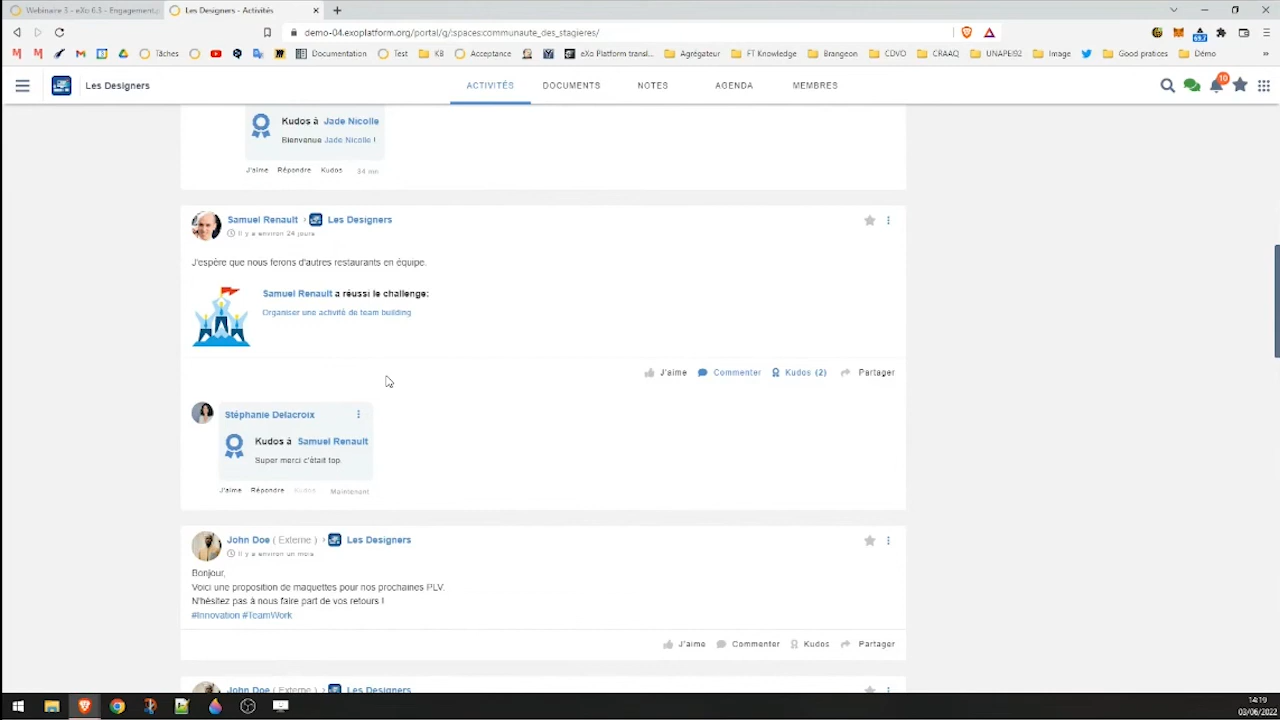 Webinaire 3 - eXo 6.3 - Engagement,
Les Designers - Activités
demo-04.exoplatform.org/portal/g/:spaces:communaute_des_stagieres/
Tâches
Documentation
Test
KB
Acceptance
eXo Platform transl...
Agrégateur
FT Knowledge
Brangeon
CDVO
CRAAQ
UNAPEI92
Image
Good pratices
Démo
Les Designers
ACTIVITÉS
DOCUMENTS
NOTES
AGENDA
MEMBRES
10
Kudos à Jade Nicolle
Bienvenue Jade Nicolle !
J'aime Répondre Kudos 34 mn
Samuel Renault › Les Designers
Il y a environ 24 jours
J'espère que nous ferons d'autres restaurants en équipe.
Samuel Renault a réussi le challenge:
Organiser une activité de team building
J'aime Commenter Kudos (2) Partager
Stéphanie Delacroix
Kudos à Samuel Renault
Super merci c'était top.
J'aime Répondre Kudos Maintenant
John Doe ( Externe ) › Les Designers
Il y a environ un mois
Bonjour,
Voici une proposition de maquettes pour nos prochaines PLV.
N'hésitez pas à nous faire part de vos retours !
#Innovation #TeamWork
J'aime Commenter Kudos Partager
John Doe ( Externe ) › Les Designers
14:19
03/06/2022